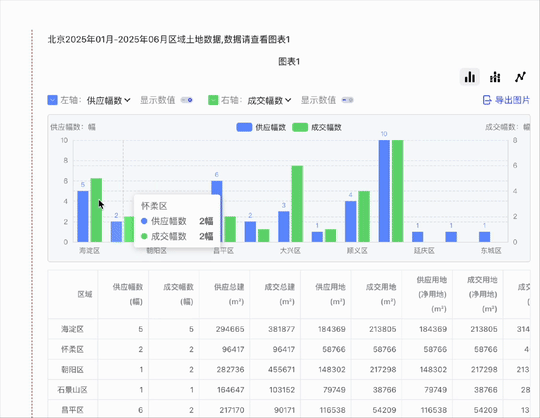 北京2025年01月-2025年06月区域土地数据,数据请查看图表1
图表1
左轴: 供应幅数 显示数值 右轴: 成交幅数 显示数值 导出图片
供应幅数: 幅 供应幅数 成交幅数 成交幅数: 幅
10
10 8
8 6
6
6 5
4 4
4 3
2 2
2 1 1 1 1 2
0 0
海淀区 朝阳区 昌平区 大兴区 顺义区 延庆区 东城区
怀柔区
供应幅数 2幅
成交幅数 2幅
区域 供应幅数 (幅) 成交幅数 (幅) 供应总建 (m²) 成交总建 (m²) 供应用地 (m²) 成交用地 (m²) 供应用地 (净用地) (m²) 成交用地 (净用地) (m²) 成交
海淀区 5 5 294665 381877 184369 213805 184369 213805 314
怀柔区 2 2 96417 96417 58766 58766 58766 58766 4
朝阳区 1 2 282736 455671 148302 217298 148302 217298 213
石景山区 1 1 164647 103152 79749 38766 79749 38766 28
昌平区 6 2 217170 90171 116538 54209 116538 54209 13